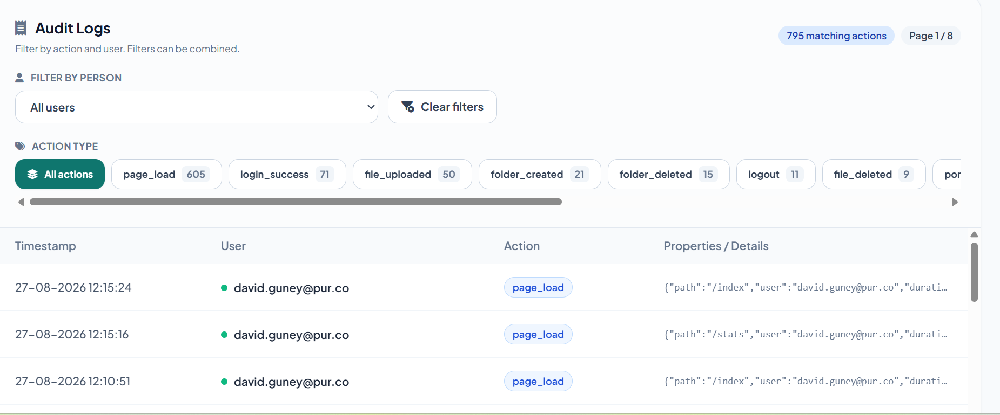 Audit Logs
Filter by action and user. Filters can be combined.
795 matching actions
Page 1 / 8
FILTER BY PERSON
All users
Clear filters
ACTION TYPE
All actions
page_load 605
login_success 71
file_uploaded 50
folder_created 21
folder_deleted 15
logout 11
file_deleted 9
por
Timestamp User Action Properties / Details
27-08-2026 12:15:24 david.guney@pur.co page_load {"path":"/index","user":"david.guney@pur.co","durati…
27-08-2026 12:15:16 david.guney@pur.co page_load {"path":"/stats","user":"david.guney@pur.co","durati…
27-08-2026 12:10:51 david.guney@pur.co page_load {"path":"/index","user":"david.guney@pur.co","durati…